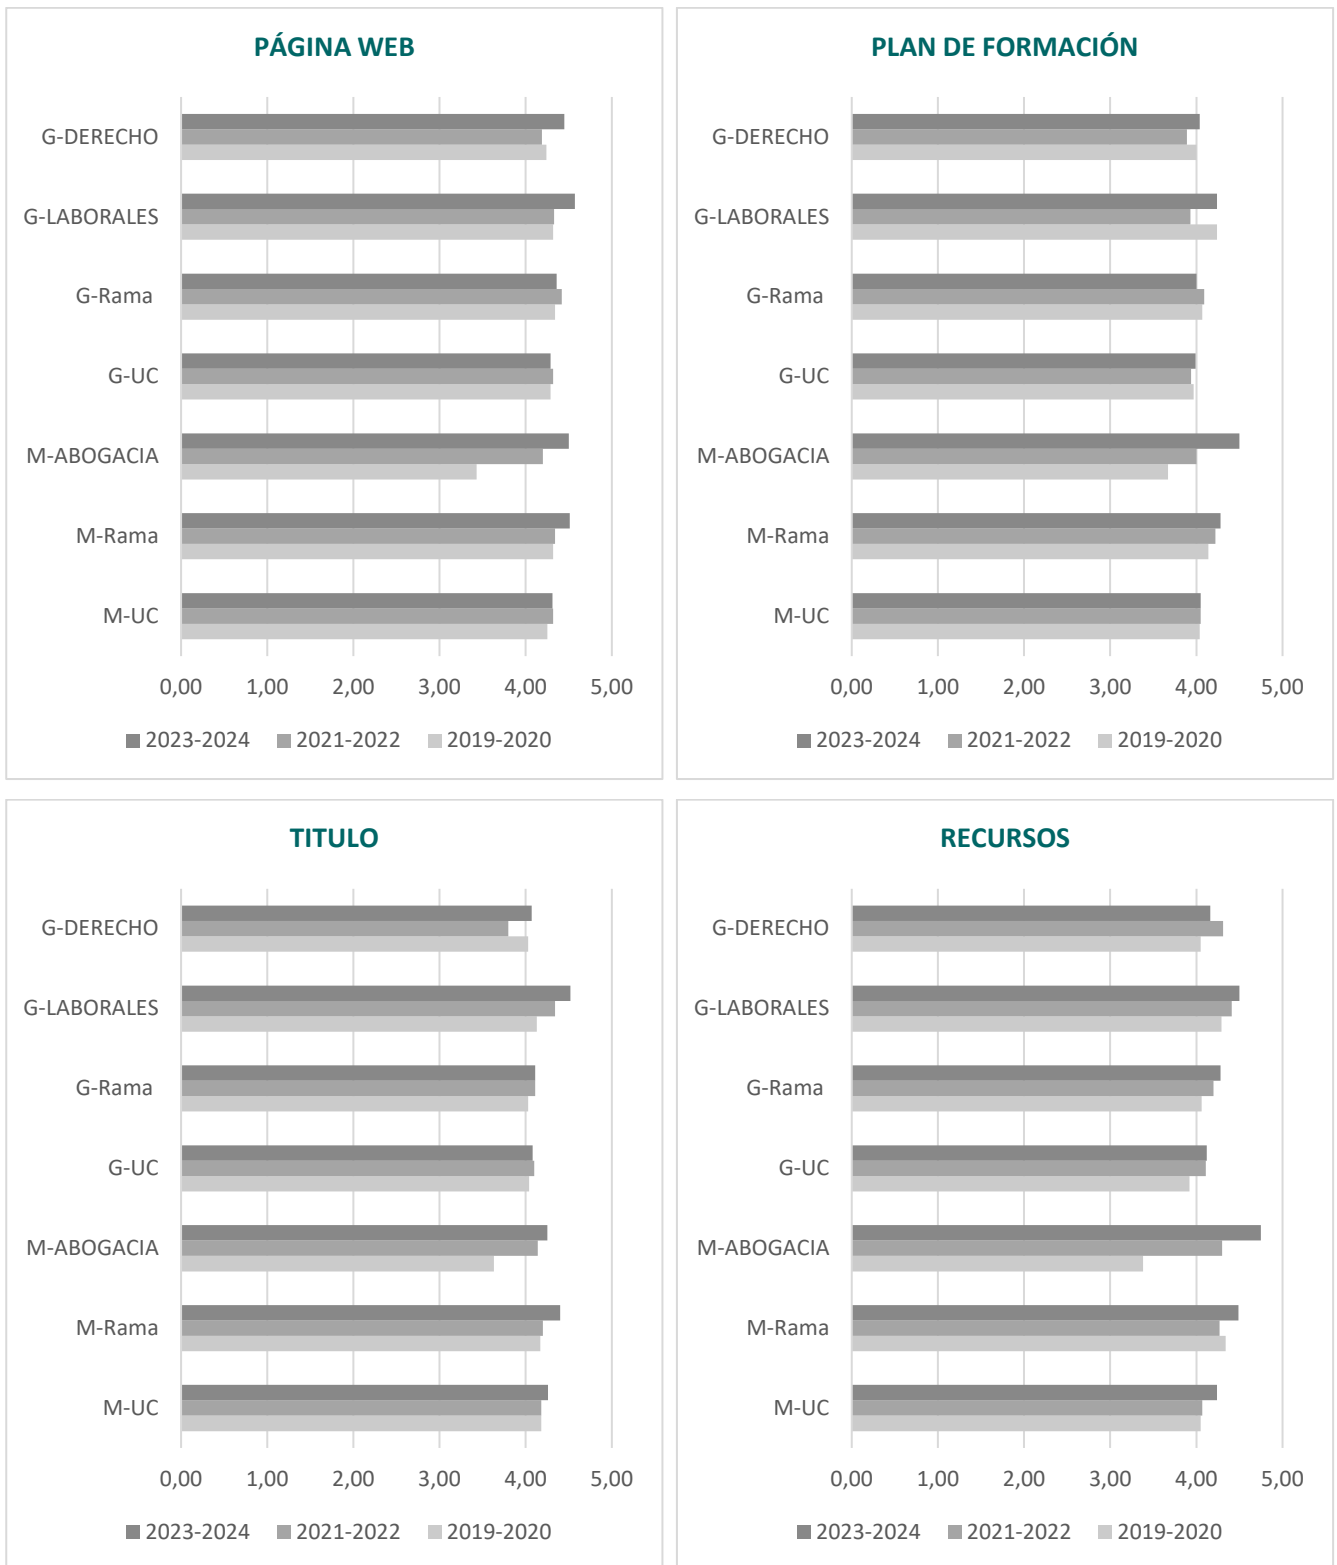 PÁGINA WEB
G-DERECHO
G-LABORALES
G-Rama
G-UC
M-ABOGACIA
M-Rama
M-UC
0,00 1,00 2,00 3,00 4,00 5,00
2023-2024 2021-2022 2019-2020
PLAN DE FORMACIÓN
G-DERECHO
G-LABORALES
G-Rama
G-UC
M-ABOGACIA
M-Rama
M-UC
0,00 1,00 2,00 3,00 4,00 5,00
2023-2024 2021-2022 2019-2020
TITULO
G-DERECHO
G-LABORALES
G-Rama
G-UC
M-ABOGACIA
M-Rama
M-UC
0,00 1,00 2,00 3,00 4,00 5,00
2023-2024 2021-2022 2019-2020
RECURSOS
G-DERECHO
G-LABORALES
G-Rama
G-UC
M-ABOGACIA
M-Rama
M-UC
0,00 1,00 2,00 3,00 4,00 5,00
2023-2024 2021-2022 2019-2020